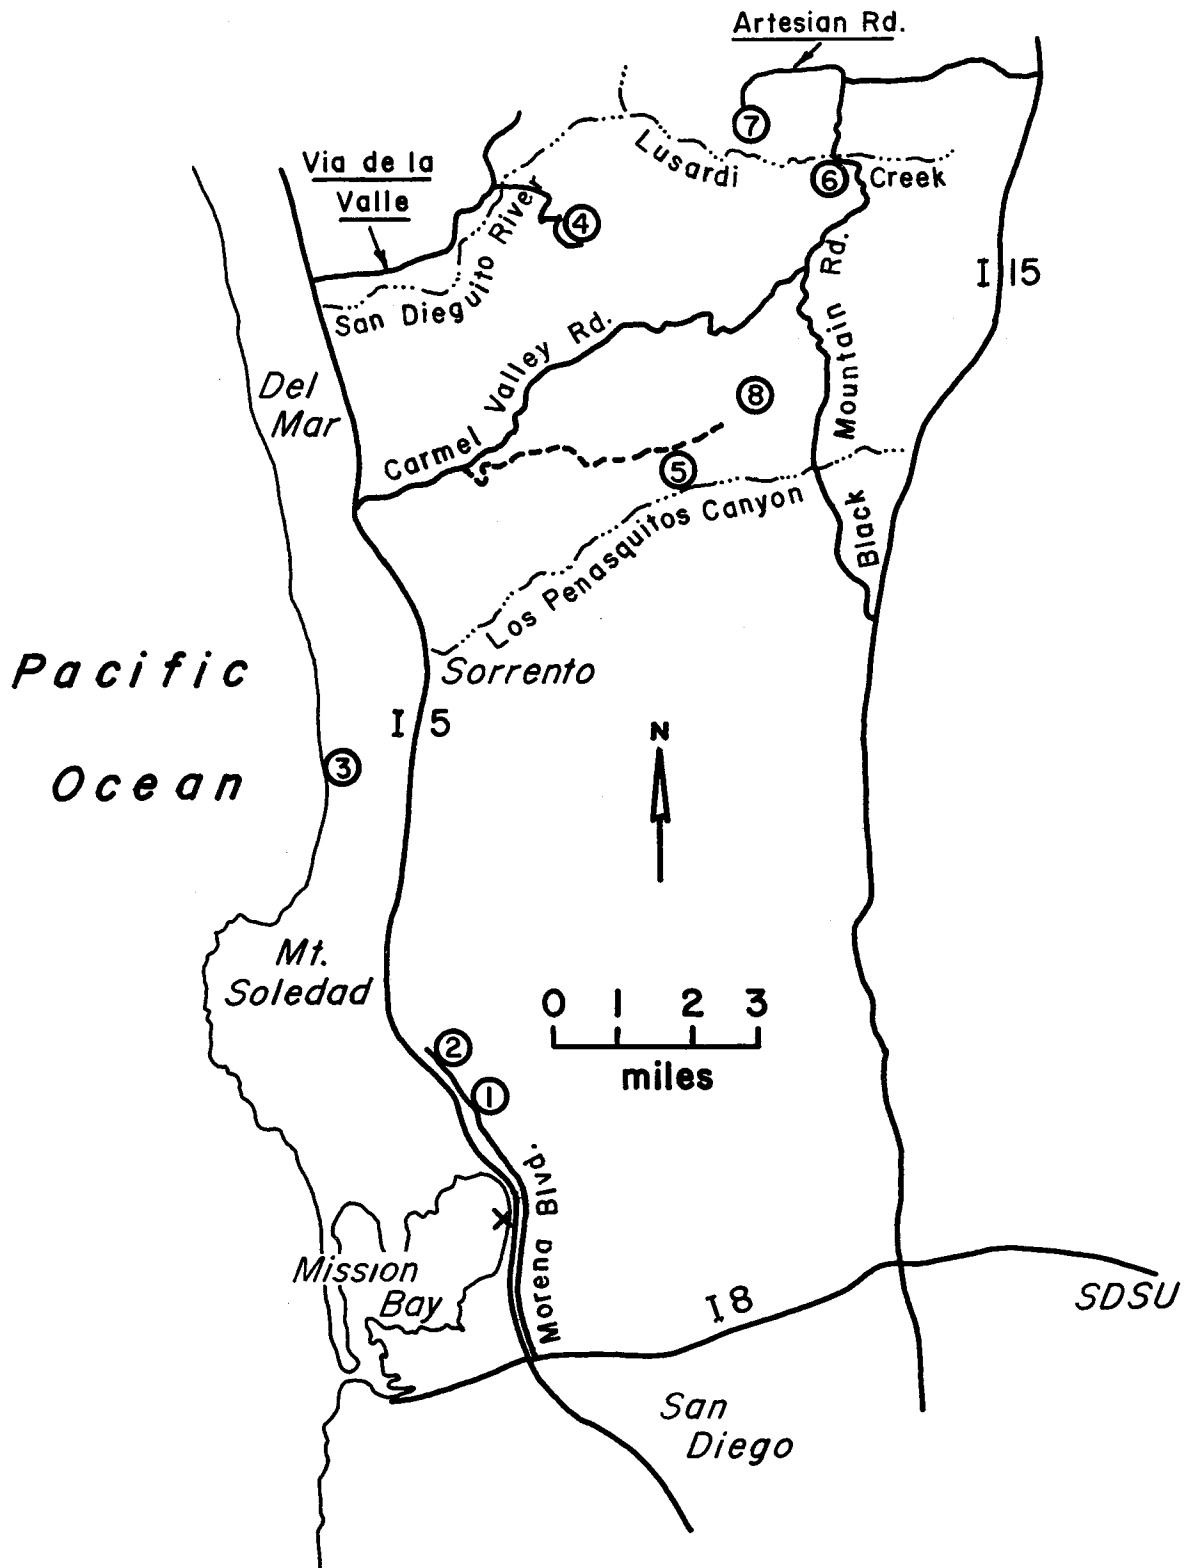 Artesian Rd.
7
Lusardi
Creek
6
Via de la
Valle
4
San Dieguito River
I 15
Carmel Valley Rd.
Black Mountain Rd.
Del
Mar
8
5
Los Penasquitos Canyon
Sorrento
Pacific
Ocean
I 5
N
3
Mt.
Soledad
0 1 2 3
miles
2
1
Morena Blvd.
X
Mission
Bay
I 8
SDSU
San
Diego